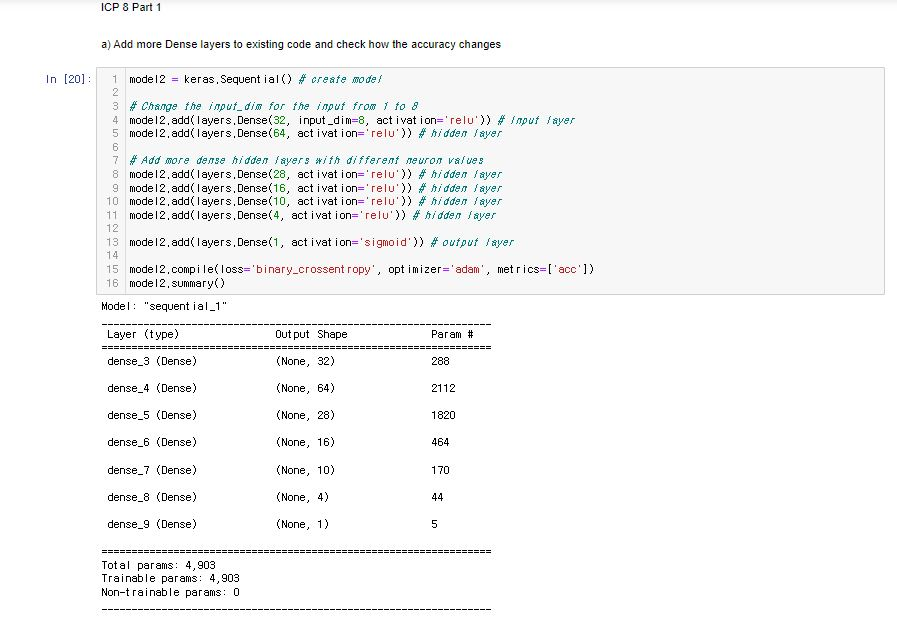 ICP 8 Part 1
a) Add more Dense layers to existing code and check how the accuracy changes
In [20]:
1 model2 = keras.Sequential() # create model
2
3 # Change the input_dim for the input from 1 to 8
4 model2.add(layers.Dense(32, input_dim=8, activation='relu')) # Input layer
5 model2.add(layers.Dense(64, activation='relu')) # hidden layer
6
7 # Add more dense hidden layers with different neuron values
8 model2.add(layers.Dense(28, activation='relu')) # hidden layer
9 model2.add(layers.Dense(16, activation='relu')) # hidden layer
10 model2.add(layers.Dense(10, activation='relu')) # hidden layer
11 model2.add(layers.Dense(4, activation='relu')) # hidden layer
12
13 model2.add(layers.Dense(1, activation='sigmoid')) # output layer
14
15 model2.compile(loss='binary_crossentropy', optimizer='adam', metrics=['acc'])
16 model2.summary()
Model: "sequential_1"
Layer (type) Output Shape Param #
dense_3 (Dense) (None, 32) 288
dense_4 (Dense) (None, 64) 2112
dense_5 (Dense) (None, 28) 1820
dense_6 (Dense) (None, 16) 464
dense_7 (Dense) (None, 10) 170
dense_8 (Dense) (None, 4) 44
dense_9 (Dense) (None, 1) 5
Total params: 4,903
Trainable params: 4,903
Non-trainable params: 0